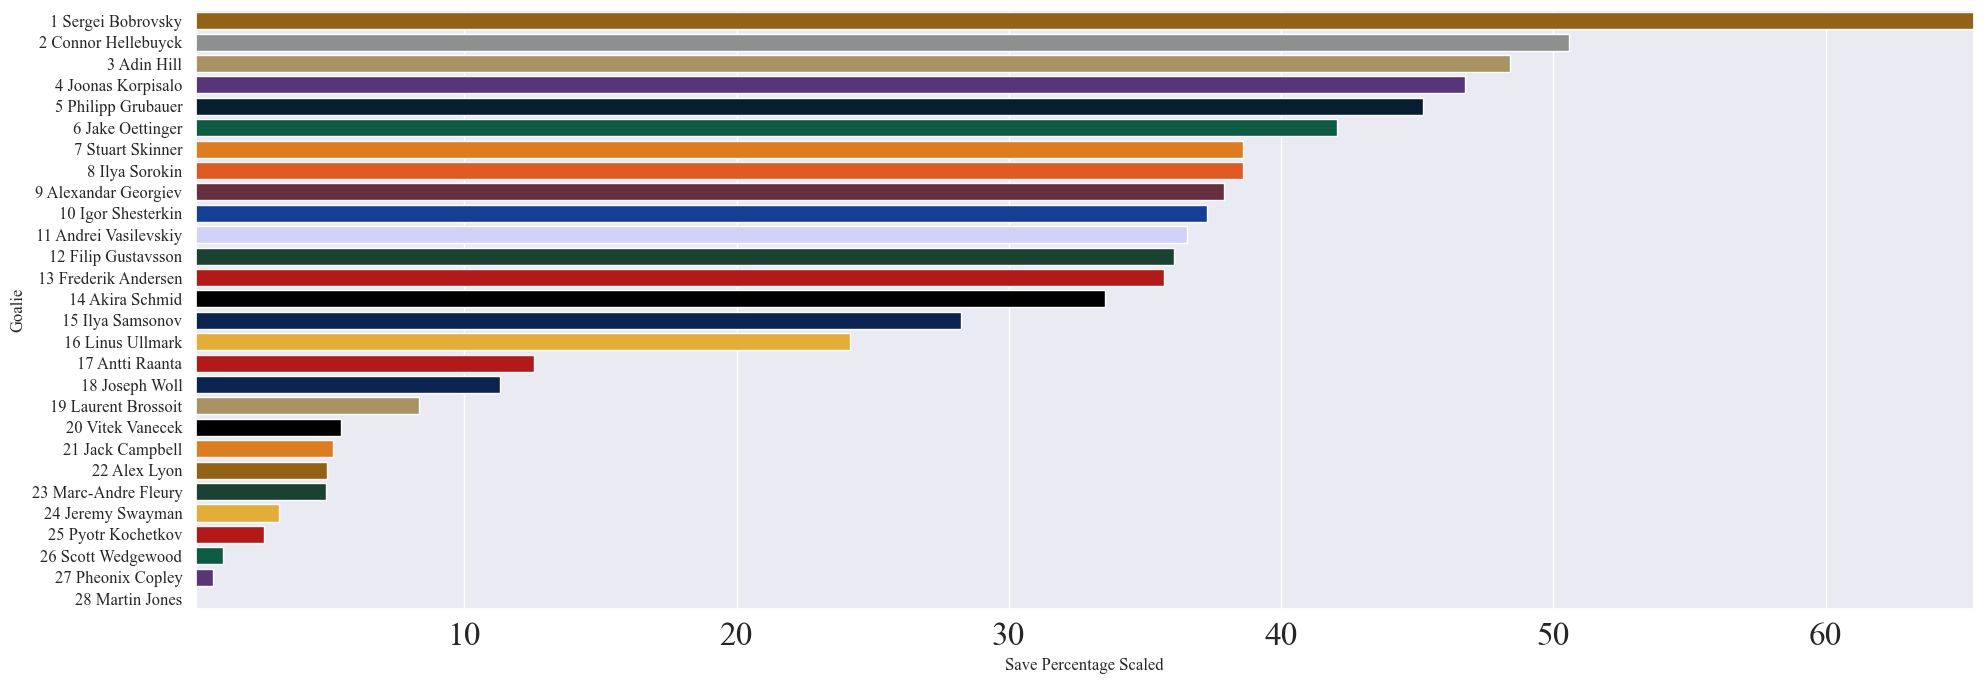 1 Sergei Bobrovsky
2 Connor Hellebuyck
3 Adin Hill
4 Joonas Korpisalo
5 Philipp Grubauer
6 Jake Oettinger
7 Stuart Skinner
8 Ilya Sorokin
9 Alexandar Georgiev
10 Igor Shesterkin
11 Andrei Vasilevskiy
12 Filip Gustavsson
13 Frederik Andersen
14 Akira Schmid
15 Ilya Samsonov
16 Linus Ullmark
17 Antti Raanta
18 Joseph Woll
19 Laurent Brossoit
20 Vitek Vanecek
21 Jack Campbell
22 Alex Lyon
23 Marc-Andre Fleury
24 Jeremy Swayman
25 Pyotr Kochetkov
26 Scott Wedgewood
27 Pheonix Copley
28 Martin Jones
Goalie
10 20 30 40 50 60
Save Percentage Scaled